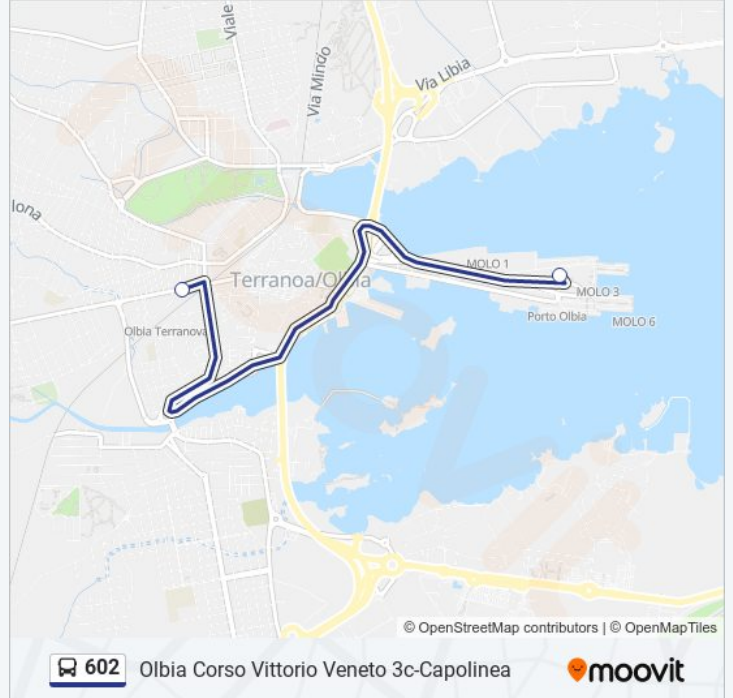 Viale
Via Mincio
Via Libia
Iona
MOLO 1
Terranoa/Olbia
MOLO 3
Porto Olbia
MOLO 6
Olbia Terranova
© OpenStreetMap contributors | © OpenMapTiles
602 Olbia Corso Vittorio Veneto 3c-Capolinea moovit